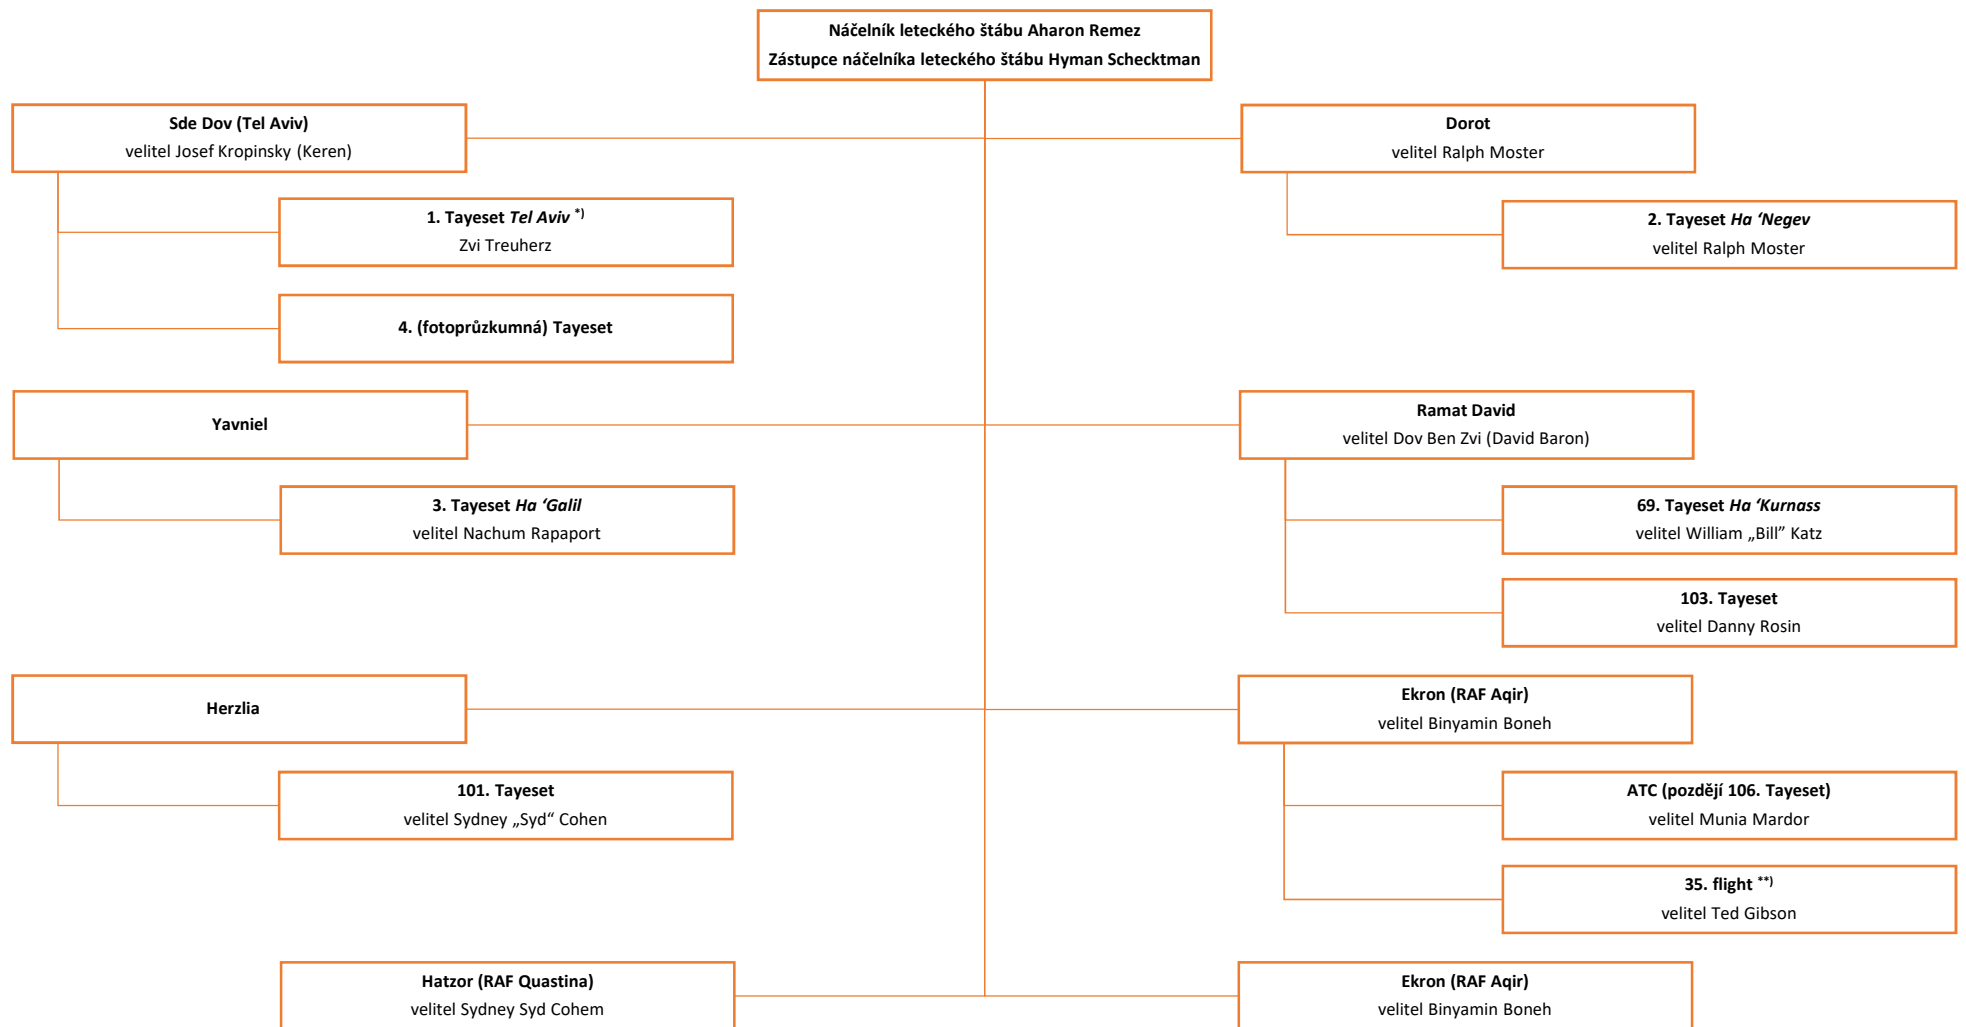 Náčelník leteckého štábu Aharon Remez
Zástupce náčelníka leteckého štábu Hyman Schecktman
Sde Dov (Tel Aviv)
velitel Josef Kropinsky (Keren)
Dorot
velitel Ralph Moster
1. Tayeset Tel Aviv *)
Zvi Treuherz
2. Tayeset Ha ‘Negev
velitel Ralph Moster
4. (fotoprůzkumná) Tayeset
Yavniel
Ramat David
velitel Dov Ben Zvi (David Baron)
3. Tayeset Ha ‘Galil
velitel Nachum Rapaport
69. Tayeset Ha ‘Kurnass
velitel William „Bill” Katz
103. Tayeset
velitel Danny Rosin
Herzlia
Ekron (RAF Aqir)
velitel Binyamin Boneh
101. Tayeset
velitel Sydney „Syd“ Cohen
ATC (pozdějí 106. Tayeset)
velitel Munia Mardor
35. flight **)
velitel Ted Gibson
Hatzor (RAF Quastina)
velitel Sydney Syd Cohem
Ekron (RAF Aqir)
velitel Binyamin Boneh